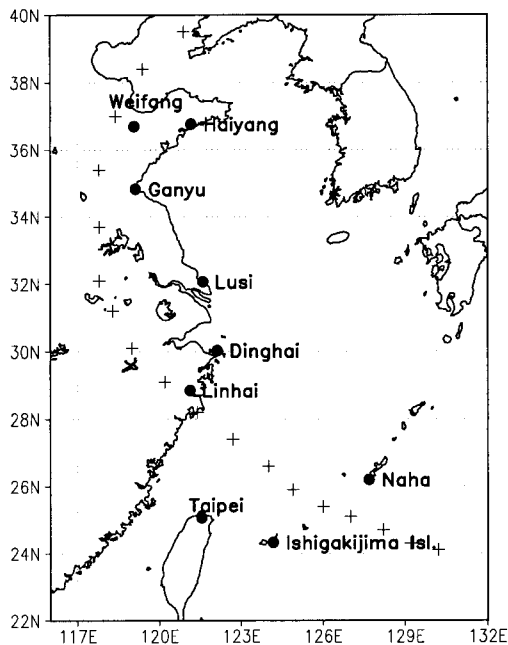 40N
38N
Weifang
Haiyang
36N
Ganyu
34N
Lusi
32N
Dinghai
30N
Linhai
28N
Naha
26N
Taipei
Ishigakijima Isl.
24N
22N
117E 120E 123E 126E 129E 132E